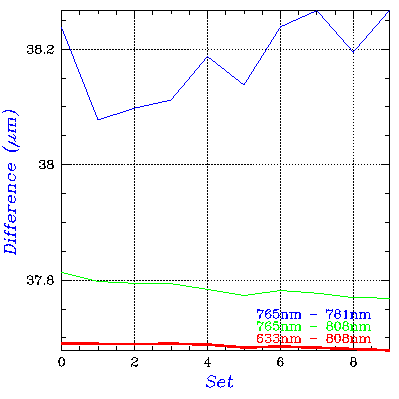 38.2
38
37.8
Difference (μm)
765nm - 781nm
765nm - 808nm
633nm - 808nm
0 2 4 6 8
Set